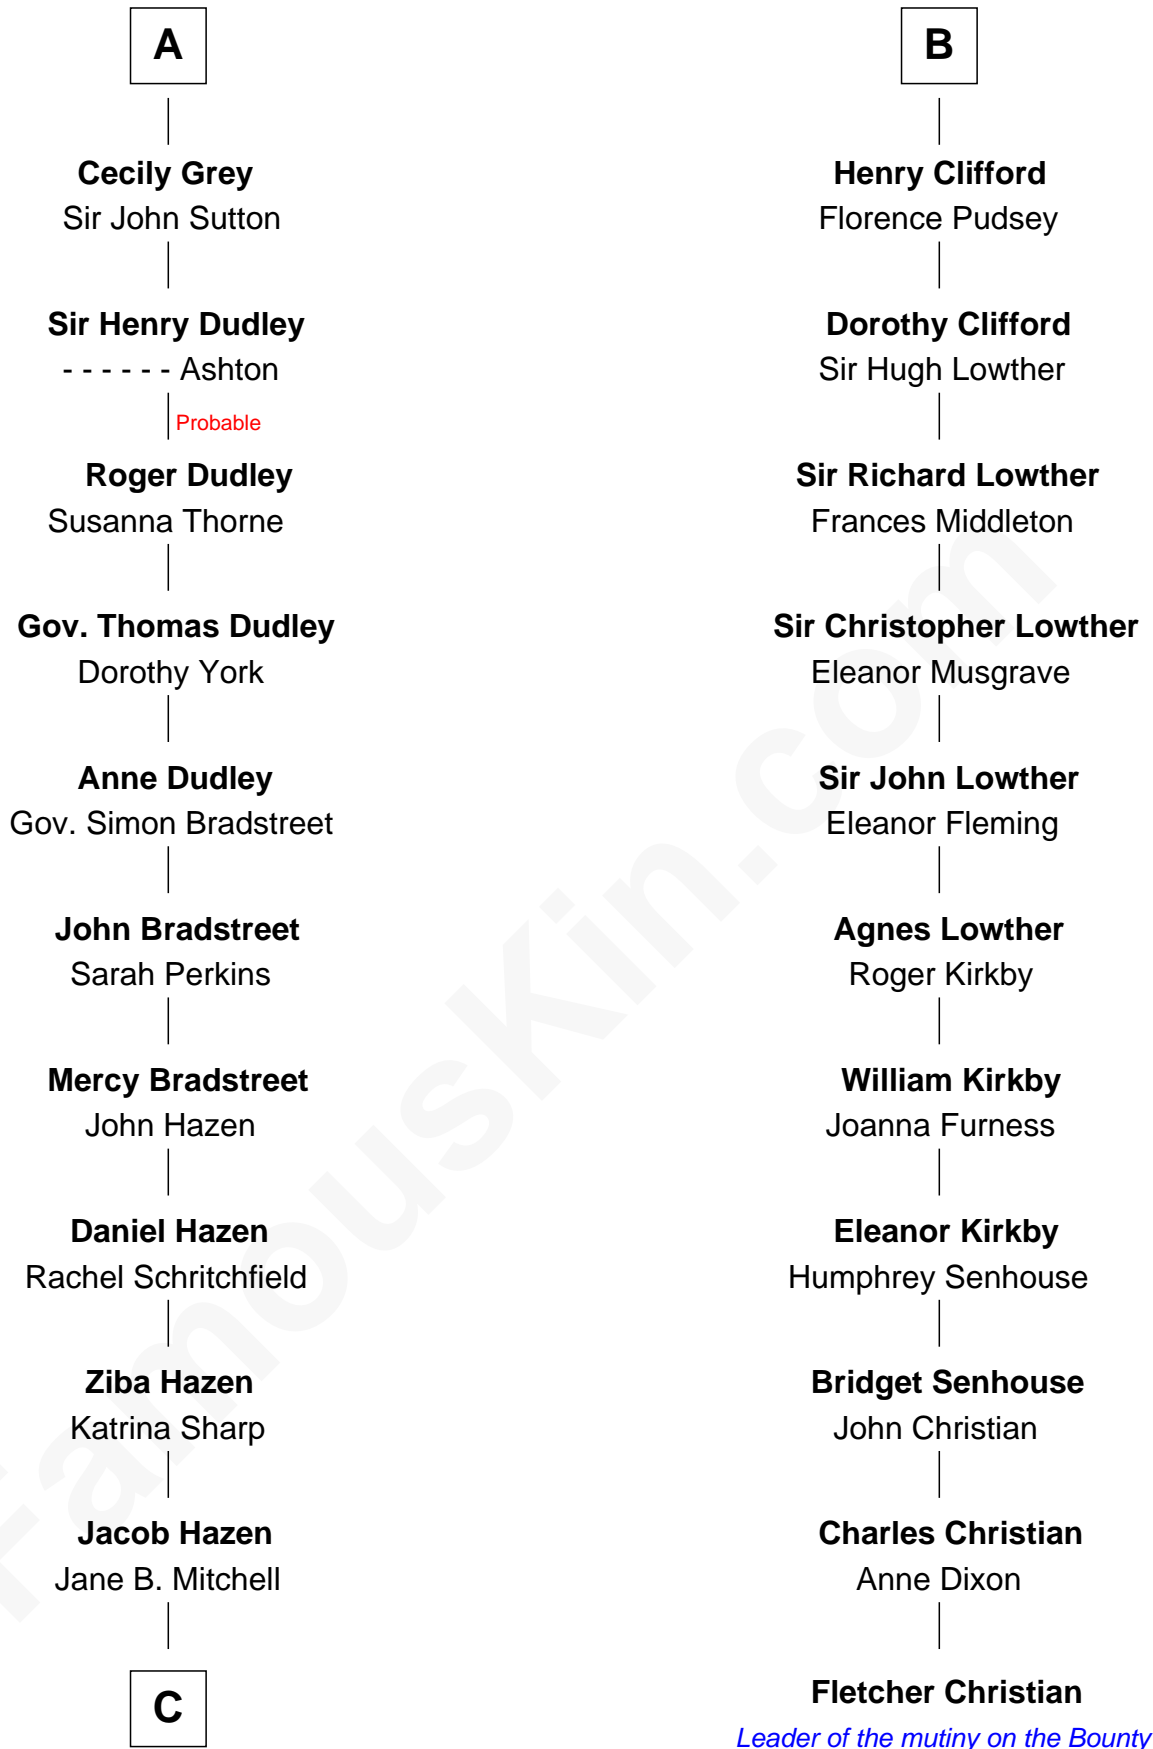 A
Cecily Grey
Sir John Sutton
Sir Henry Dudley
- - - - - - Ashton
Probable
Roger Dudley
Susanna Thorne
Gov. Thomas Dudley
Dorothy York
Anne Dudley
Gov. Simon Bradstreet
John Bradstreet
Sarah Perkins
Mercy Bradstreet
John Hazen
Daniel Hazen
Rachel Schritchfield
Ziba Hazen
Katrina Sharp
Jacob Hazen
Jane B. Mitchell
C
B
Henry Clifford
Florence Pudsey
Dorothy Clifford
Sir Hugh Lowther
Sir Richard Lowther
Frances Middleton
Sir Christopher Lowther
Eleanor Musgrave
Sir John Lowther
Eleanor Fleming
Agnes Lowther
Roger Kirkby
William Kirkby
Joanna Furness
Eleanor Kirkby
Humphrey Senhouse
Bridget Senhouse
John Christian
Charles Christian
Anne Dixon
Fletcher Christian
Leader of the mutiny on the Bounty
FamousKin.com